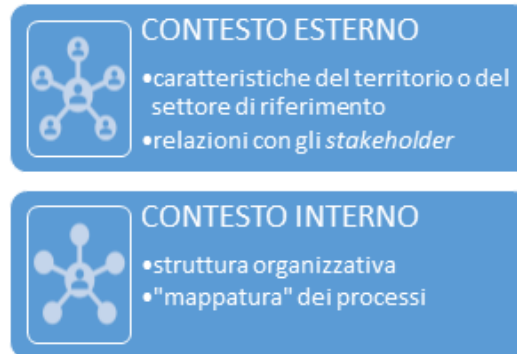 CONTESTO ESTERNO
•caratteristiche del territorio o del
settore di riferimento
•relazioni con gli stakeholder
CONTESTO INTERNO
•struttura organizzativa
•"mappatura" dei processi